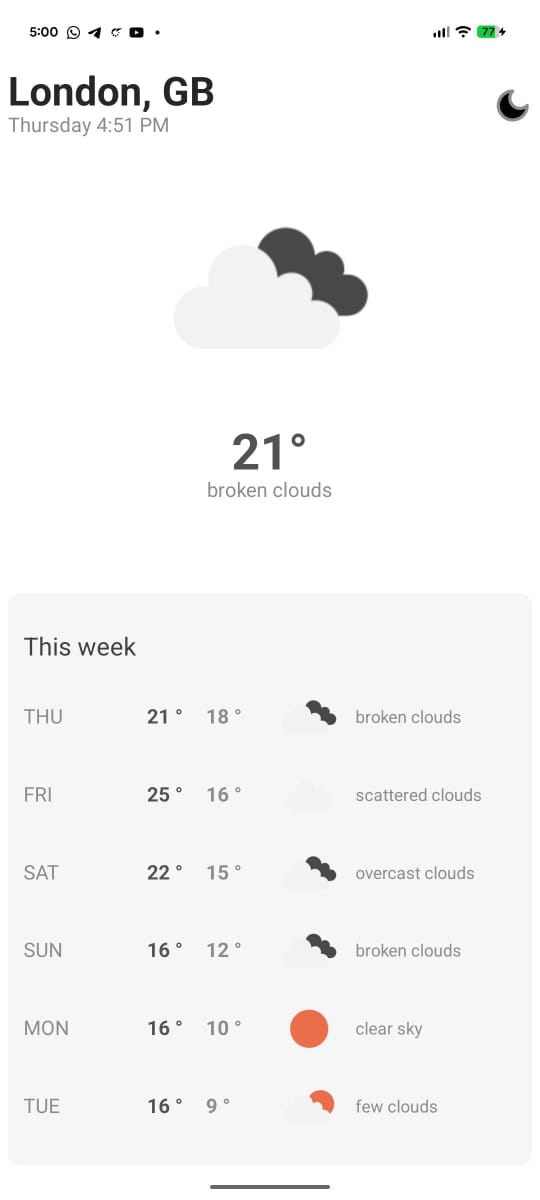 5:00 77
London, GB
Thursday 4:51 PM
21°
broken clouds
This week
THU 21 ° 18 ° broken clouds
FRI 25 ° 16 ° scattered clouds
SAT 22 ° 15 ° overcast clouds
SUN 16 ° 12 ° broken clouds
MON 16 ° 10 ° clear sky
TUE 16 ° 9 ° few clouds